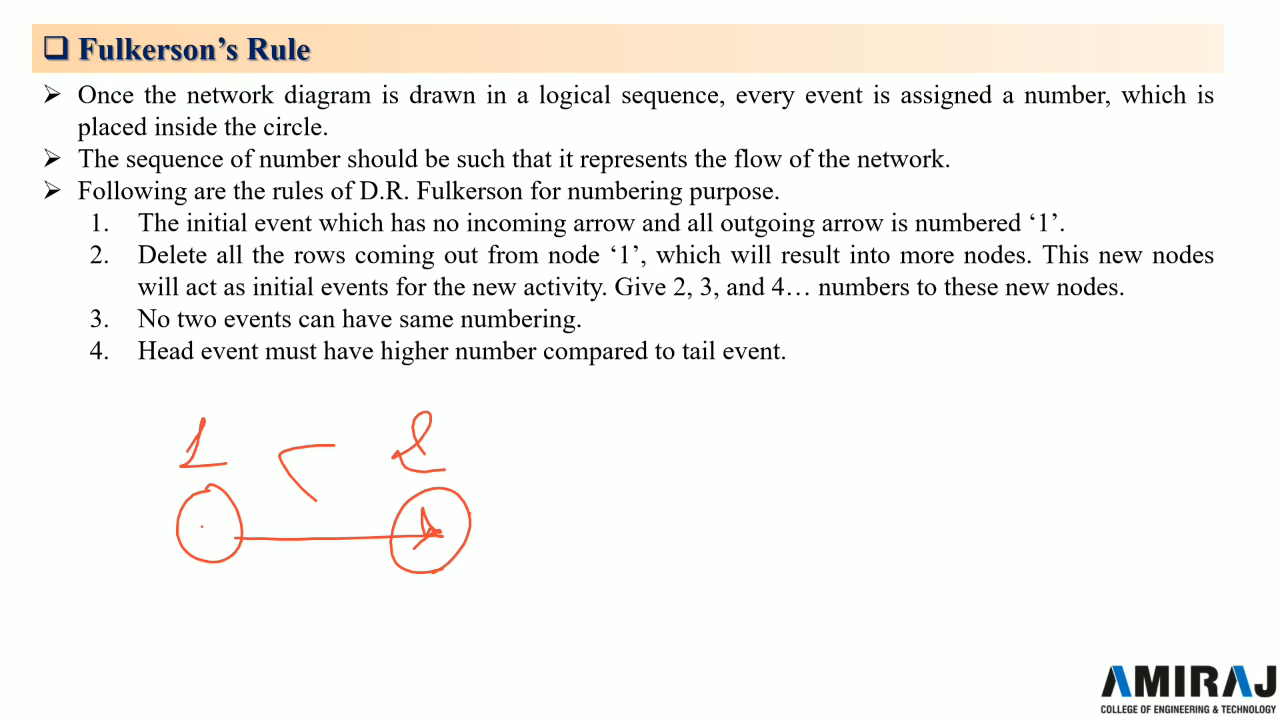 ❑ Fulkerson’s Rule
➢ Once the network diagram is drawn in a logical sequence, every event is assigned a number, which is
placed inside the circle.
➢ The sequence of number should be such that it represents the flow of the network.
➢ Following are the rules of D.R. Fulkerson for numbering purpose.
1. The initial event which has no incoming arrow and all outgoing arrow is numbered ‘1’.
2. Delete all the rows coming out from node ‘1’, which will result into more nodes. This new nodes
will act as initial events for the new activity. Give 2, 3, and 4… numbers to these new nodes.
3. No two events can have same numbering.
4. Head event must have higher number compared to tail event.
1 < 2
AMIRAJ
COLLEGE OF ENGINEERING & TECHNOLOGY